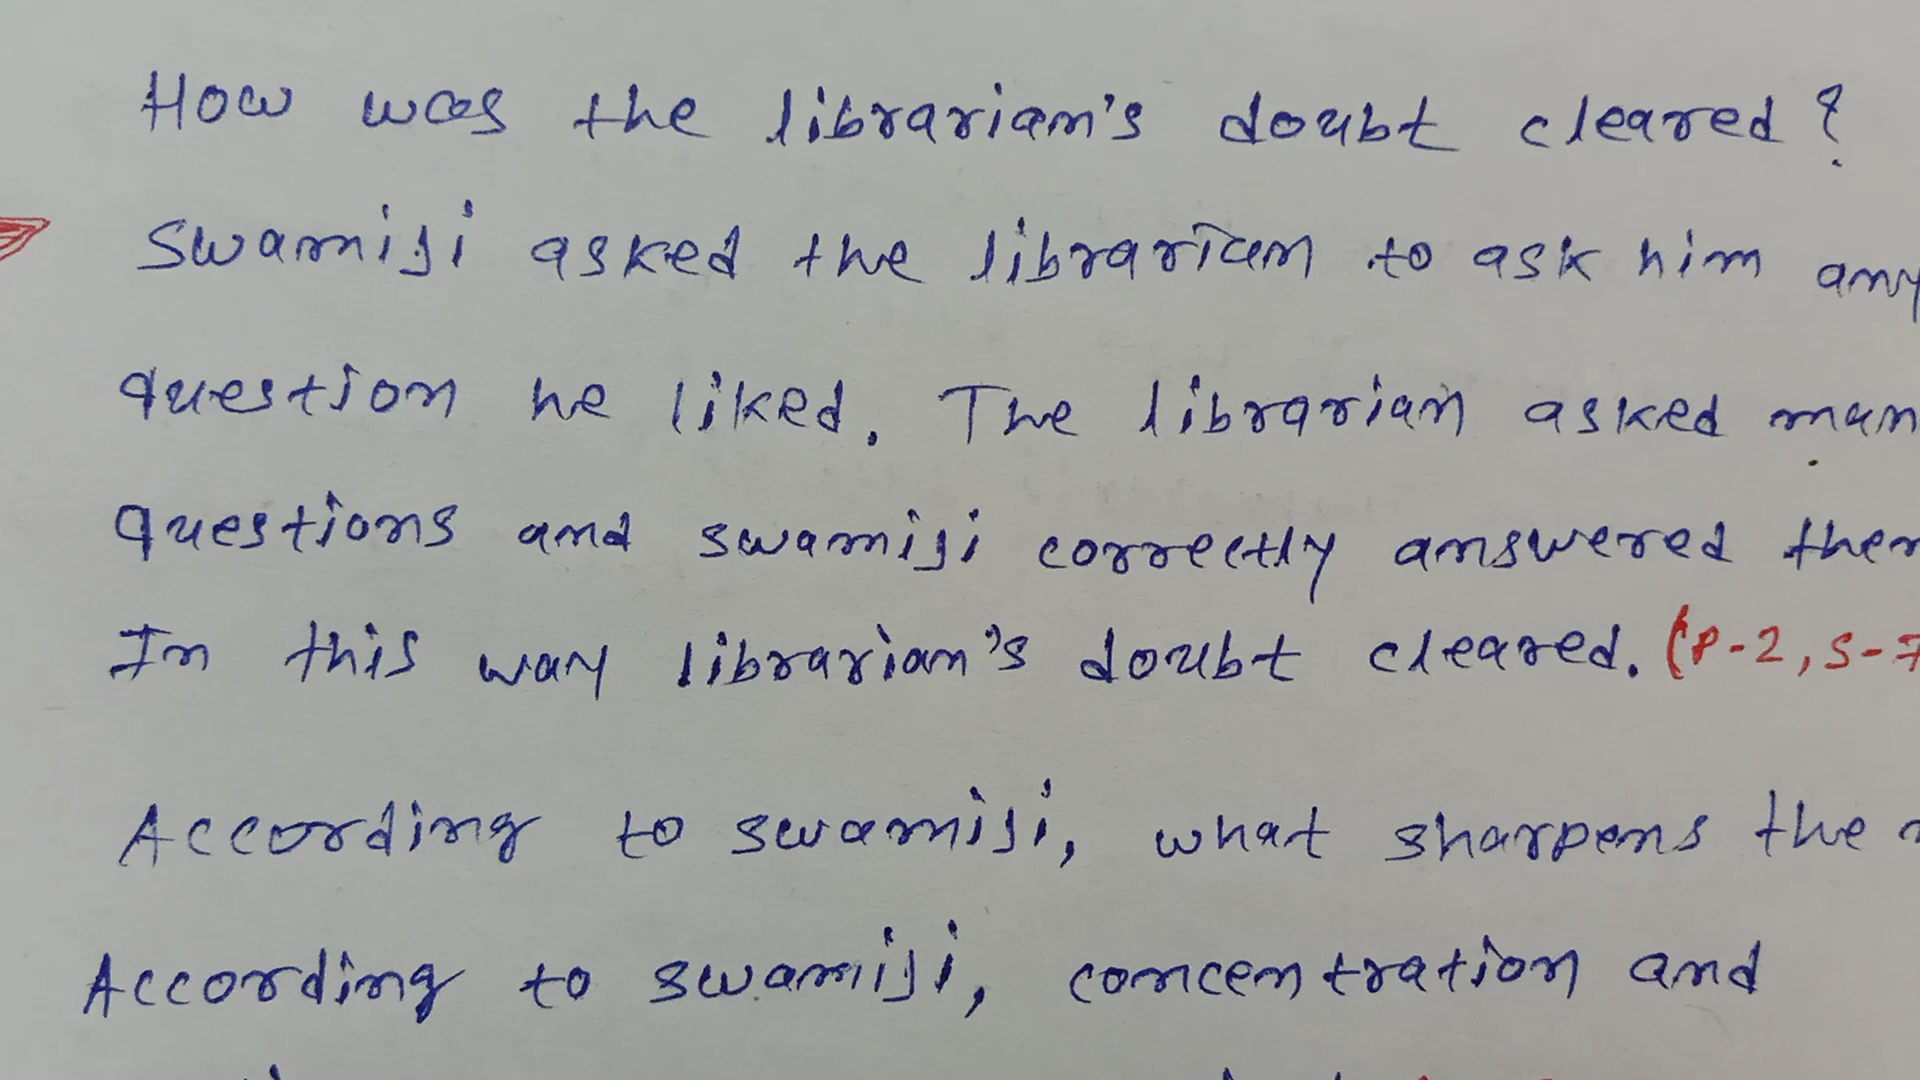 How was the librarian's doubt cleared?
Swamiji asked the librarian to ask him any
question he liked. The librarian asked man
questions and swamiji correctly answered them
In this way librarian's doubt cleared. (P-2, S-7
According to swamiji, what sharpens the
According to swamiji, concentration and